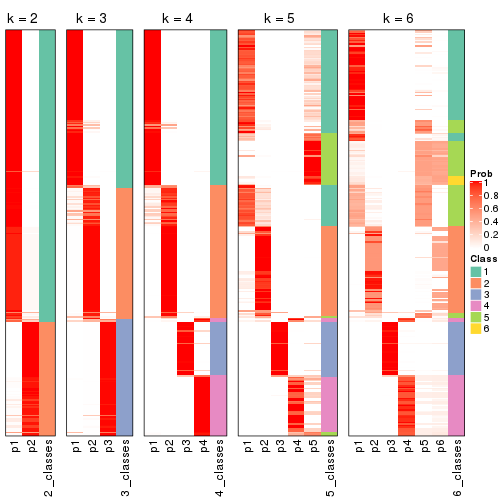 k = 2
k = 3
k = 4
k = 5
k = 6
Prob
1
0.8
0.6
0.4
0.2
0
Class
1
2
3
4
5
6
p1
p2
2_classes
p1
p2
p3
3_classes
p1
p2
p3
p4
4_classes
p1
p2
p3
p4
p5
5_classes
p1
p2
p3
p4
p5
p6
6_classes